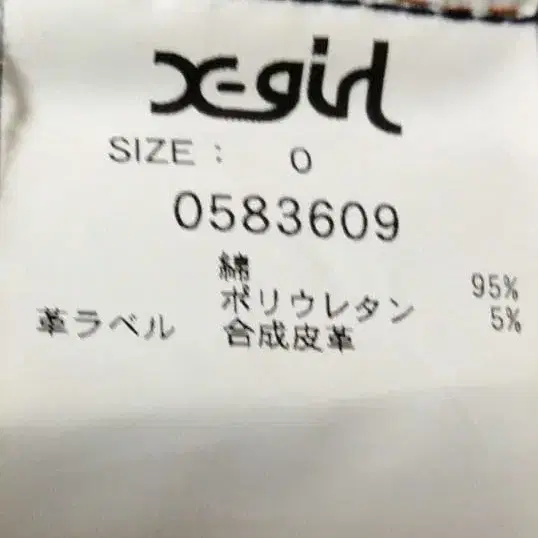 X-girl
SIZE : 0
0583609
綿 95%
ポリウレタン 5%
革ラベル 合成皮革